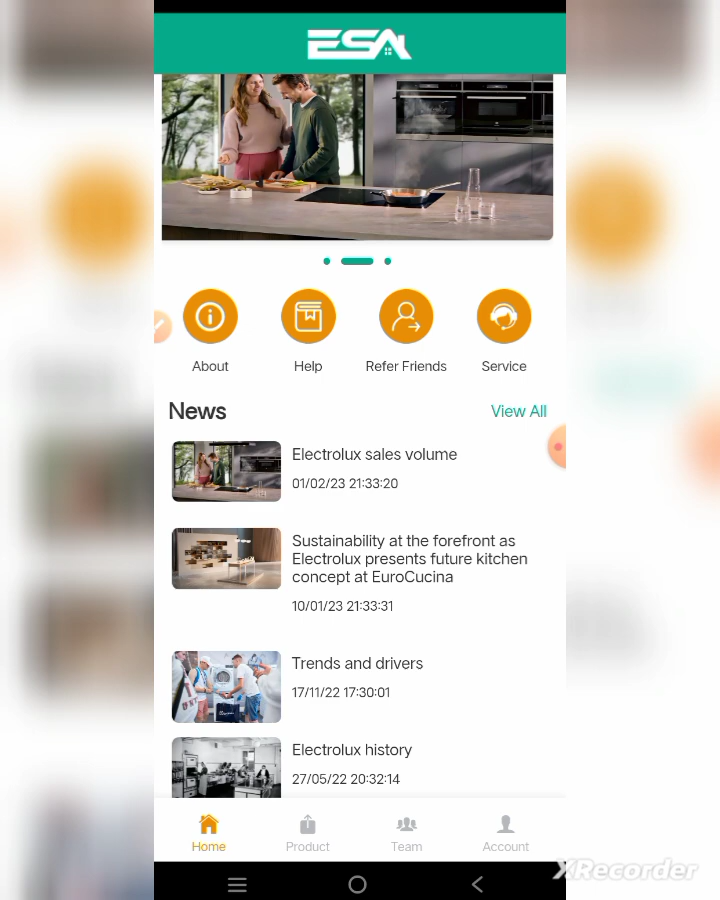 ESA
About
Help
Refer Friends
Service
News
View All
Electrolux sales volume
01/02/23 21:33:20
Sustainability at the forefront as
Electrolux presents future kitchen
concept at EuroCucina
10/01/23 21:33:31
Trends and drivers
17/11/22 17:30:01
Electrolux history
27/05/22 20:32:14
Home
Product
Team
Account
XRecorder